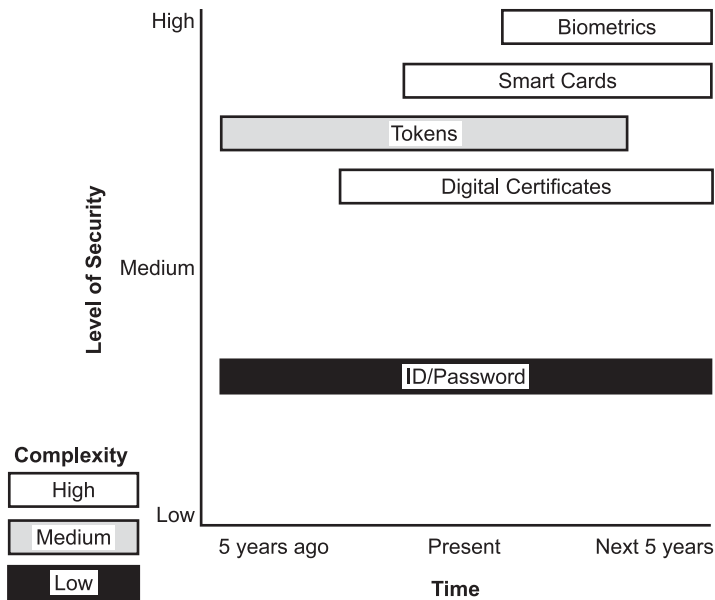 High
Biometrics
Smart Cards
Tokens
Digital Certificates
Level of Security
Medium
ID/Password
Complexity
High
Medium
Low
Low
5 years ago
Present
Next 5 years
Time